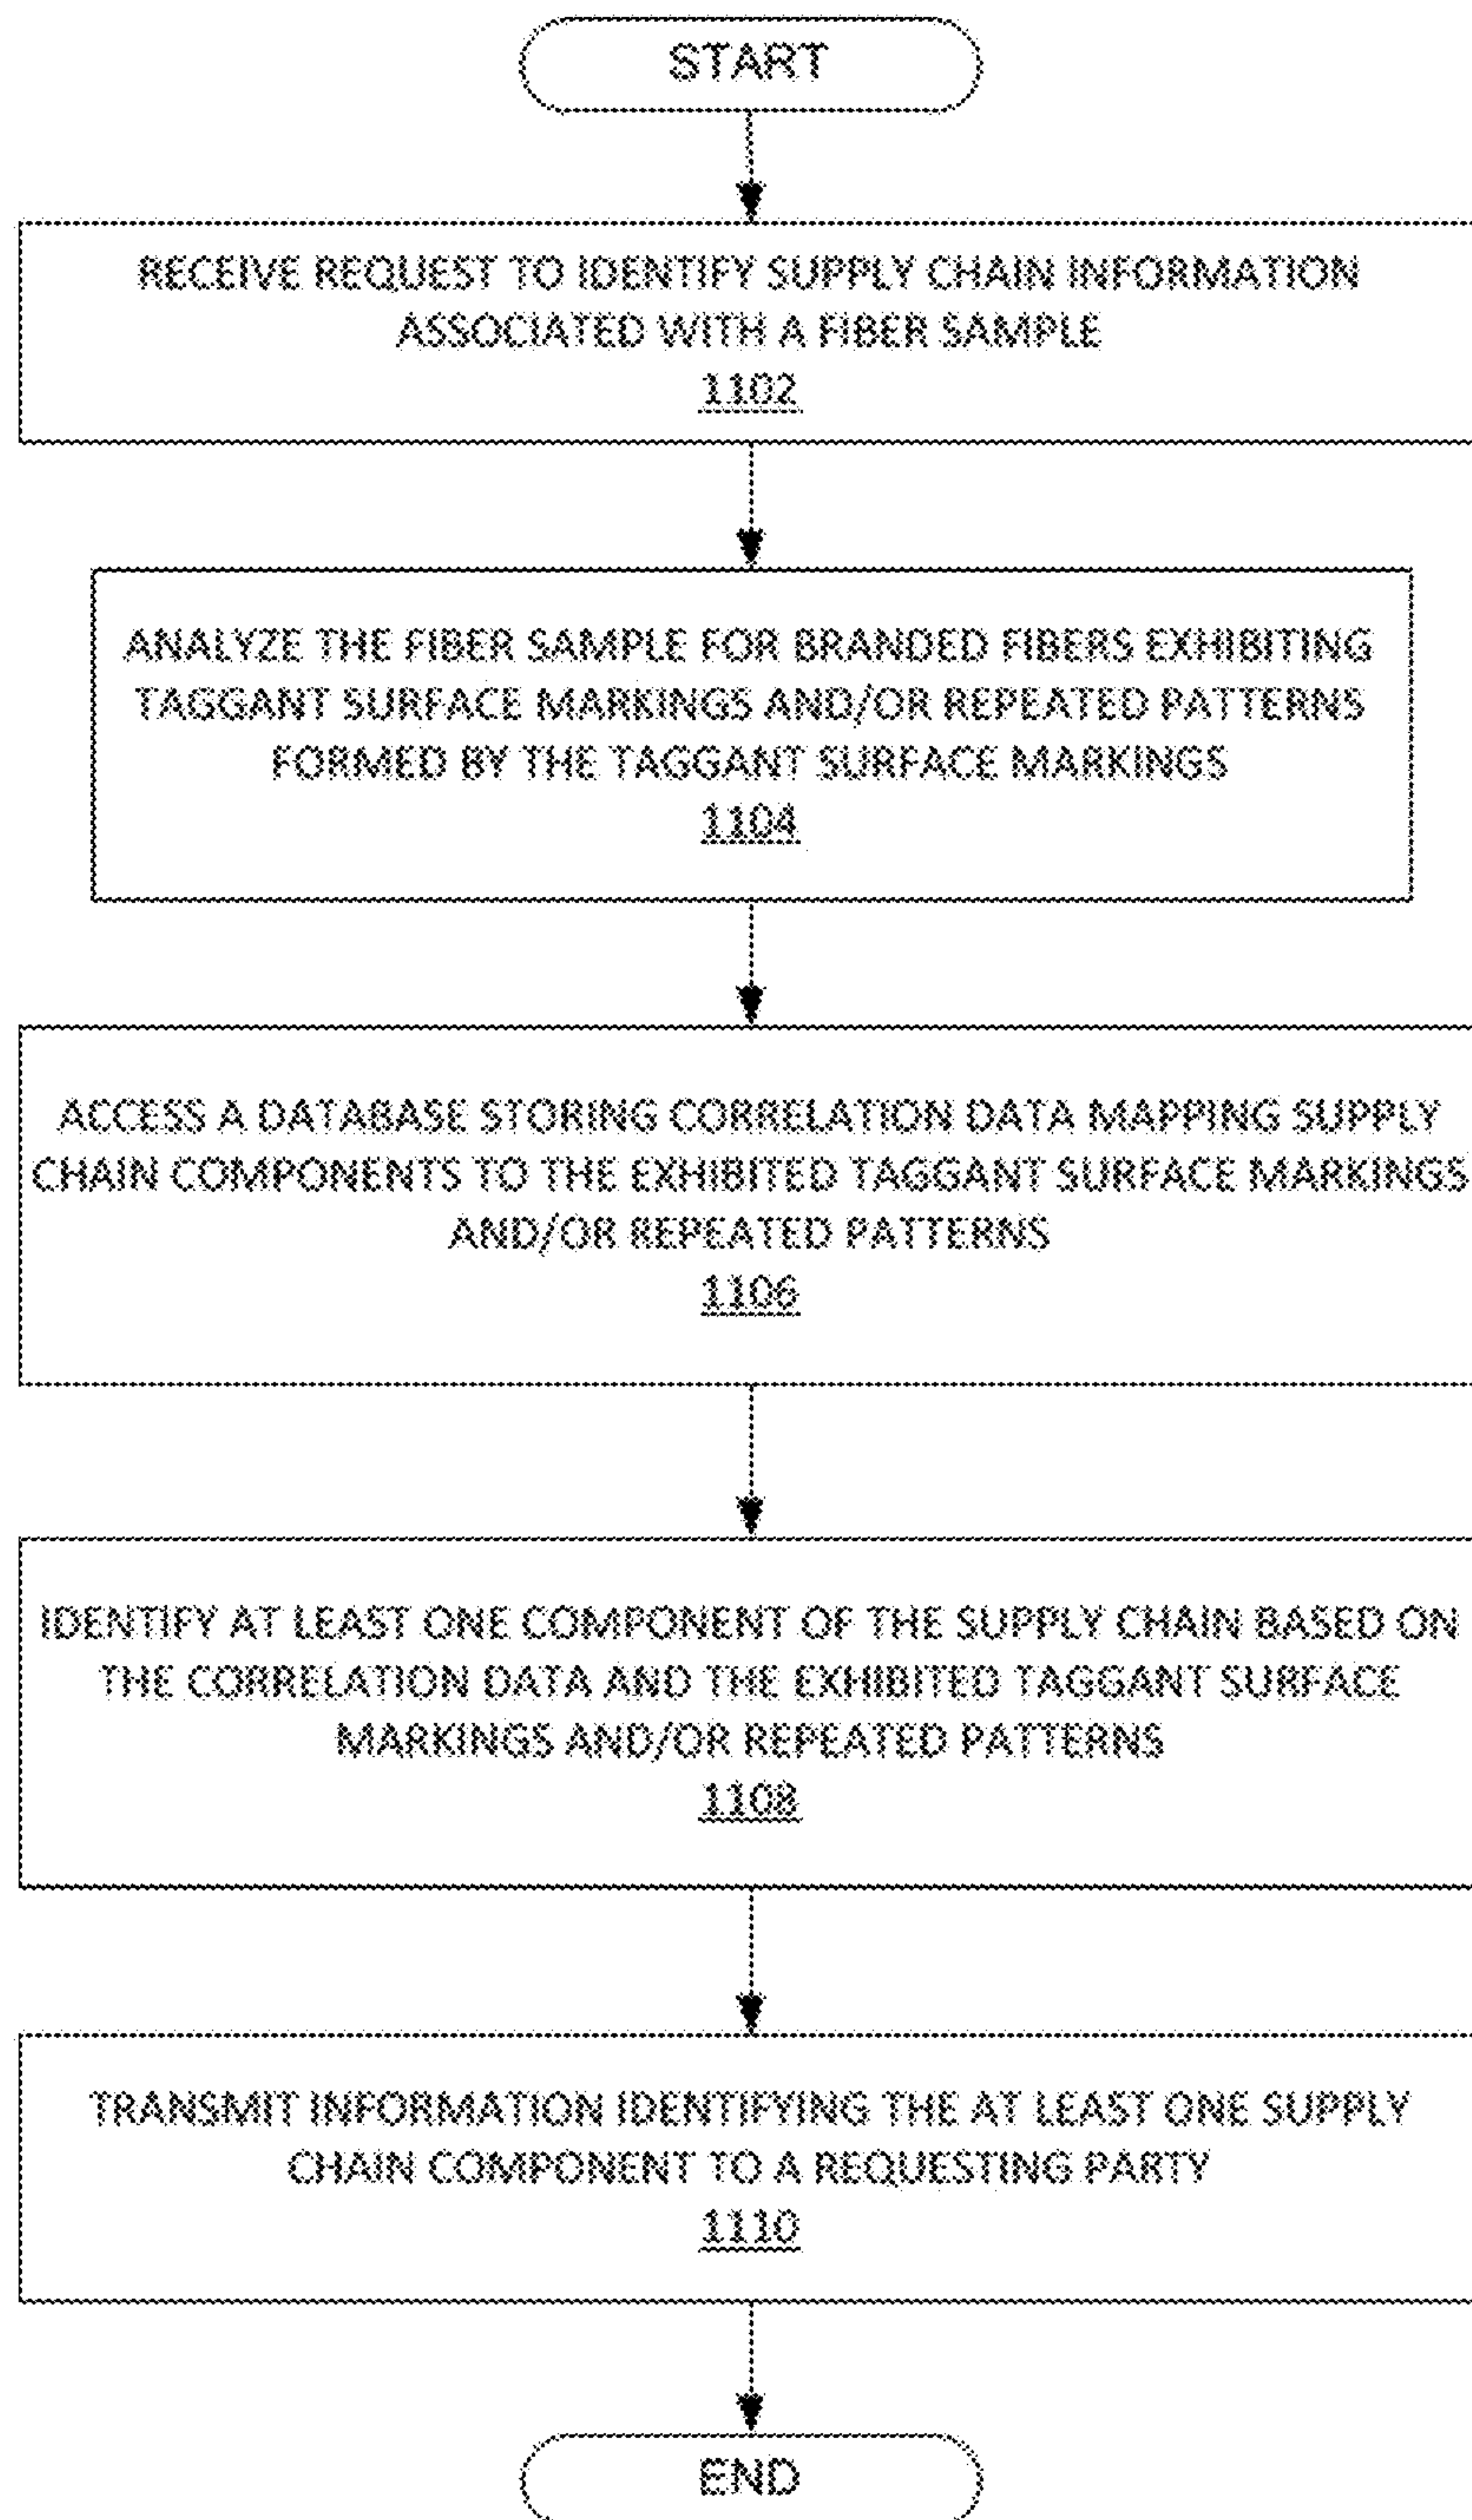 START
RECEIVE REQUEST TO IDENTIFY SUPPLY CHAIN INFORMATION
ASSOCIATED WITH A FIBER SAMPLE
1102
ANALYZE THE FIBER SAMPLE FOR BRANDED FIBERS EXHIBITING
TAGGANT SURFACE MARKINGS AND/OR REPEATED PATTERNS
FORMED BY THE TAGGANT SURFACE MARKINGS
1104
ACCESS A DATABASE STORING CORRELATION DATA MAPPING SUPPLY
CHAIN COMPONENTS TO THE EXHIBITED TAGGANT SURFACE MARKINGS
AND/OR REPEATED PATTERNS
1106
IDENTIFY AT LEAST ONE COMPONENT OF THE SUPPLY CHAIN BASED ON
THE CORRELATION DATA AND THE EXHIBITED TAGGANT SURFACE
MARKINGS AND/OR REPEATED PATTERNS
1108
TRANSMIT INFORMATION IDENTIFYING THE AT LEAST ONE SUPPLY
CHAIN COMPONENT TO A REQUESTING PARTY
1110
END